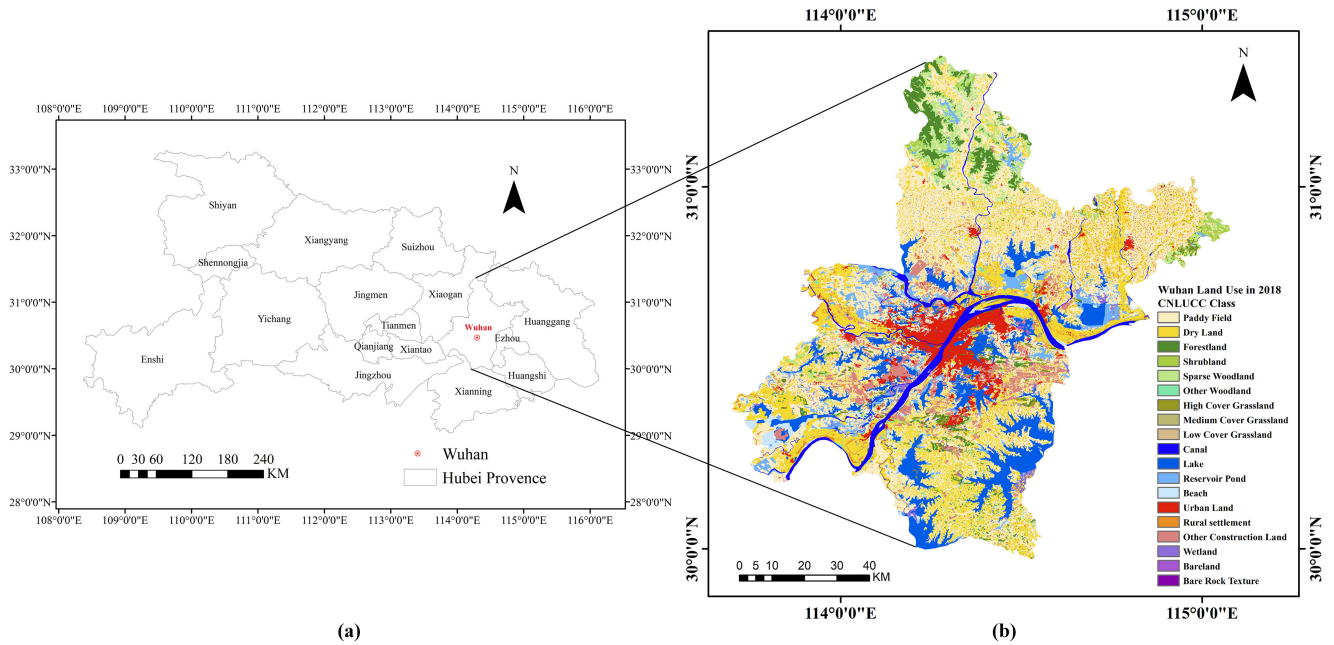 108°0'0"E 109°0'0"E 110°0'0"E 111°0'0"E 112°0'0"E 113°0'0"E 114°0'0"E 115°0'0"E 116°0'0"E
33°0'0"N
32°0'0"N
31°0'0"N
30°0'0"N
29°0'0"N
28°0'0"N
N
Shiyan
Xiangyang
Suizhou
Shennongjia
Jingmen
Xiaogan
Yichang
Tianmen
Wuhan
Huanggang
Qianjiang
Xiantao
Ezhou
Enshi
Jingzhou
Huangshi
Xianning
0 30 60 120 180 240
KM
Wuhan
Hubei Provence
33°0'0"N
32°0'0"N
31°0'0"N
30°0'0"N
29°0'0"N
28°0'0"N
108°0'0"E 109°0'0"E 110°0'0"E 111°0'0"E 112°0'0"E 113°0'0"E 114°0'0"E 115°0'0"E 116°0'0"E
(a)
114°0'0"E 115°0'0"E
N
31°0'0"N
30°0'0"N
Wuhan Land Use in 2018
CNLUCC Class
Paddy Field
Dry Land
Forestland
Shrubland
Sparse Woodland
Other Woodland
High Cover Grassland
Medium Cover Grassland
Low Cover Grassland
Canal
Lake
Reservoir Pond
Beach
Urban Land
Rural settlement
Other Construction Land
Wetland
Bareland
Bare Rock Texture
0 5 10 20 30 40
KM
31°0'0"N
30°0'0"N
114°0'0"E 115°0'0"E
(b)